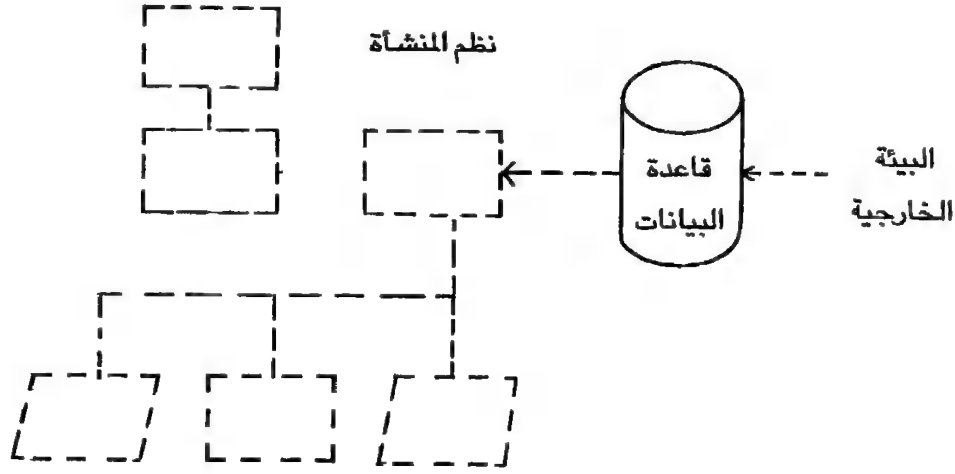 نظم المنشأة
قاعدة
البيانات
البيئة
الخارجية